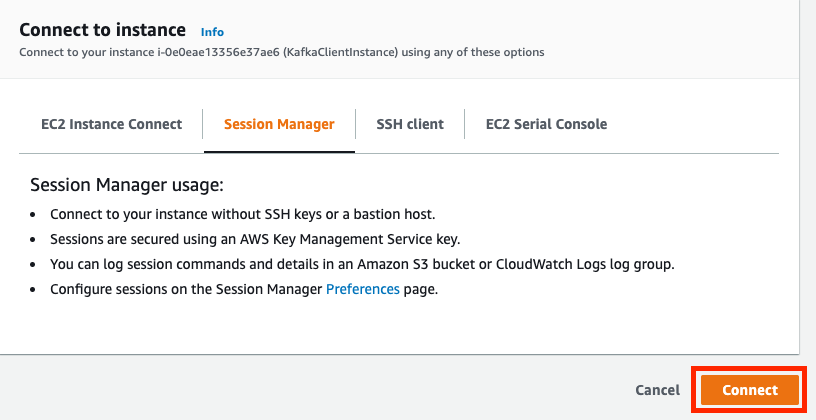 Connect to instance Info
Connect to your instance i-0e0eae13356e37ae6 (KafkaClientInstance) using any of these options
EC2 Instance Connect Session Manager SSH client EC2 Serial Console
Session Manager usage:
• Connect to your instance without SSH keys or a bastion host.
• Sessions are secured using an AWS Key Management Service key.
• You can log session commands and details in an Amazon S3 bucket or CloudWatch Logs log group.
• Configure sessions on the Session Manager Preferences page.
Cancel Connect